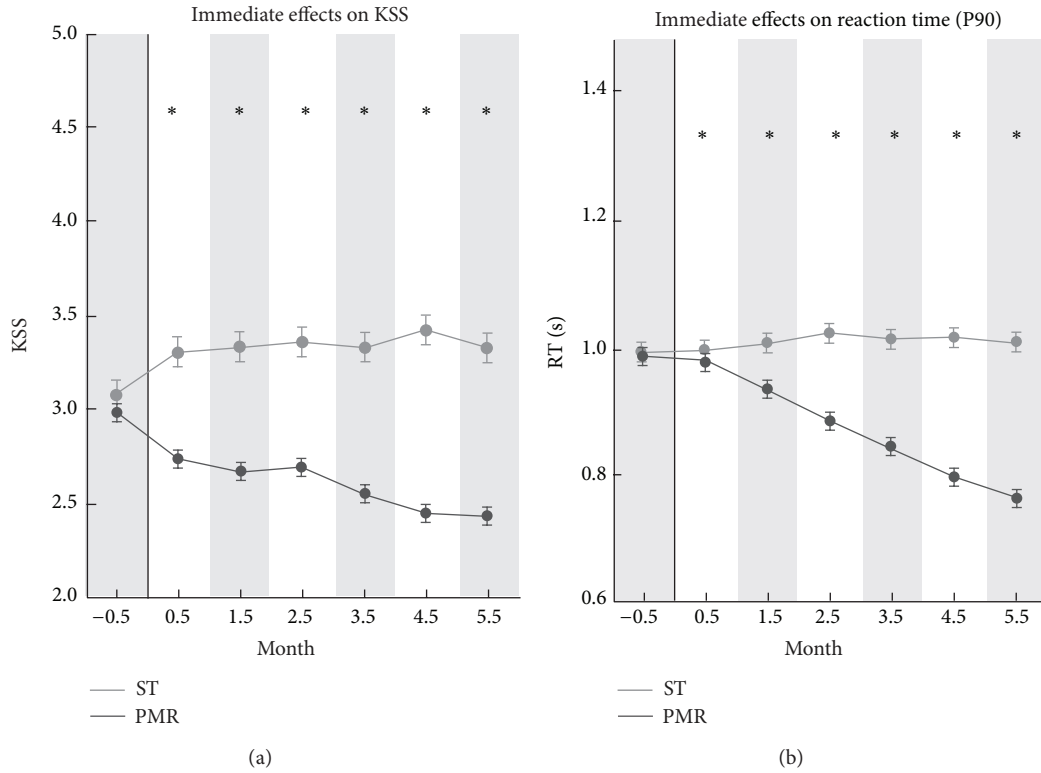 Immediate effects on KSS
5.0
4.5
4.0
3.5
3.0
2.5
2.0
KSS
* * * * * *
−0.5 0.5 1.5 2.5 3.5 4.5 5.5
Month
ST
PMR
(a)
Immediate effects on reaction time (P90)
1.4
1.2
1.0
0.8
0.6
RT (s)
* * * * * *
−0.5 0.5 1.5 2.5 3.5 4.5 5.5
Month
ST
PMR
(b)